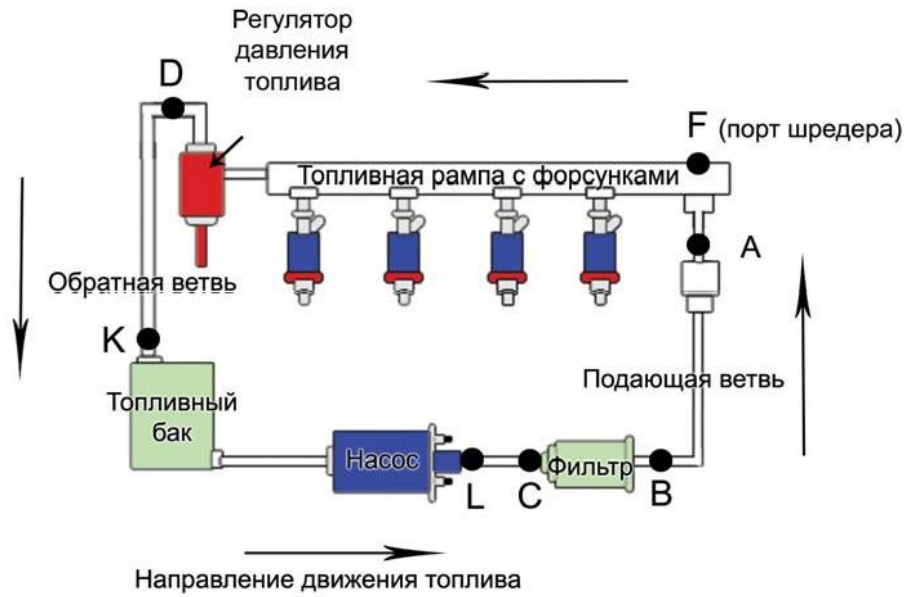 Регулятор
давления
топлива
D
F (порт шредера)
Топливная рампа с форсунками
A
Обратная ветвь
K
Подающая ветвь
Топливный
бак
Насос
Фильтр
L
C
B
Направление движения топлива